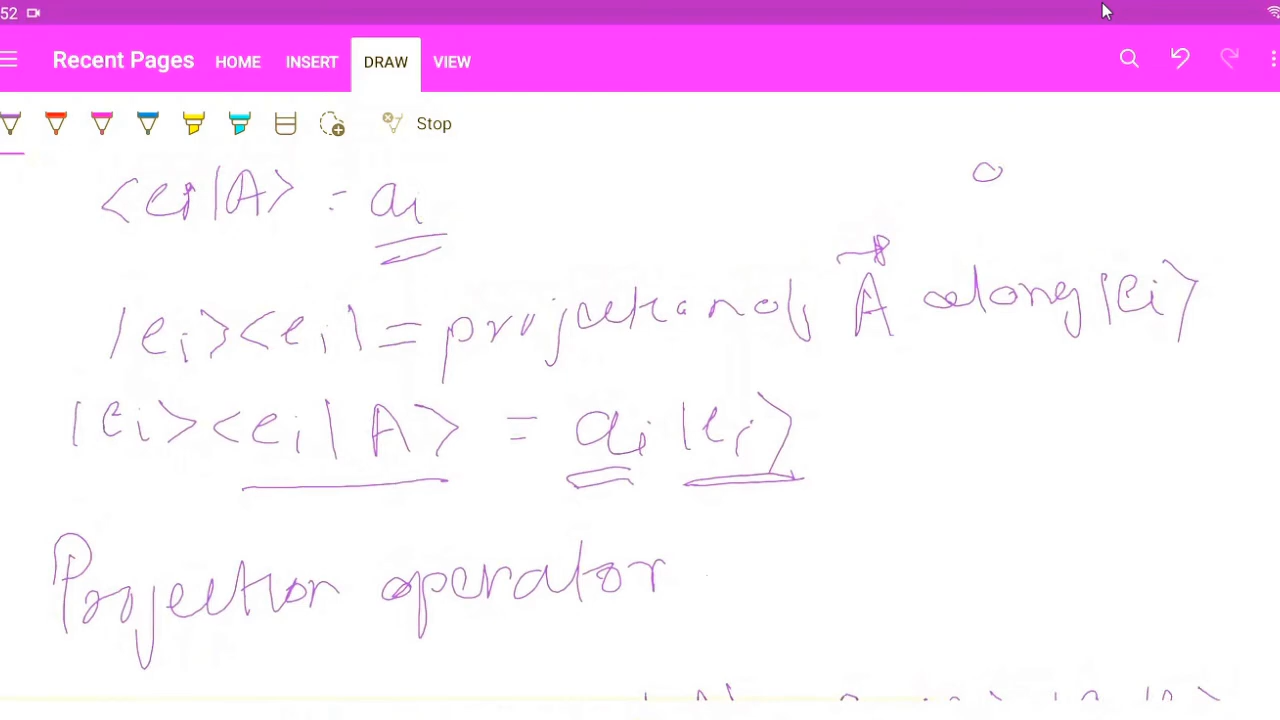 52
Recent Pages HOME INSERT DRAW VIEW
Stop
<ei|A> = ai
|ei><ei| = projection of A along |ei>
|ei><ei|A> = ai |ei>
Projection operator